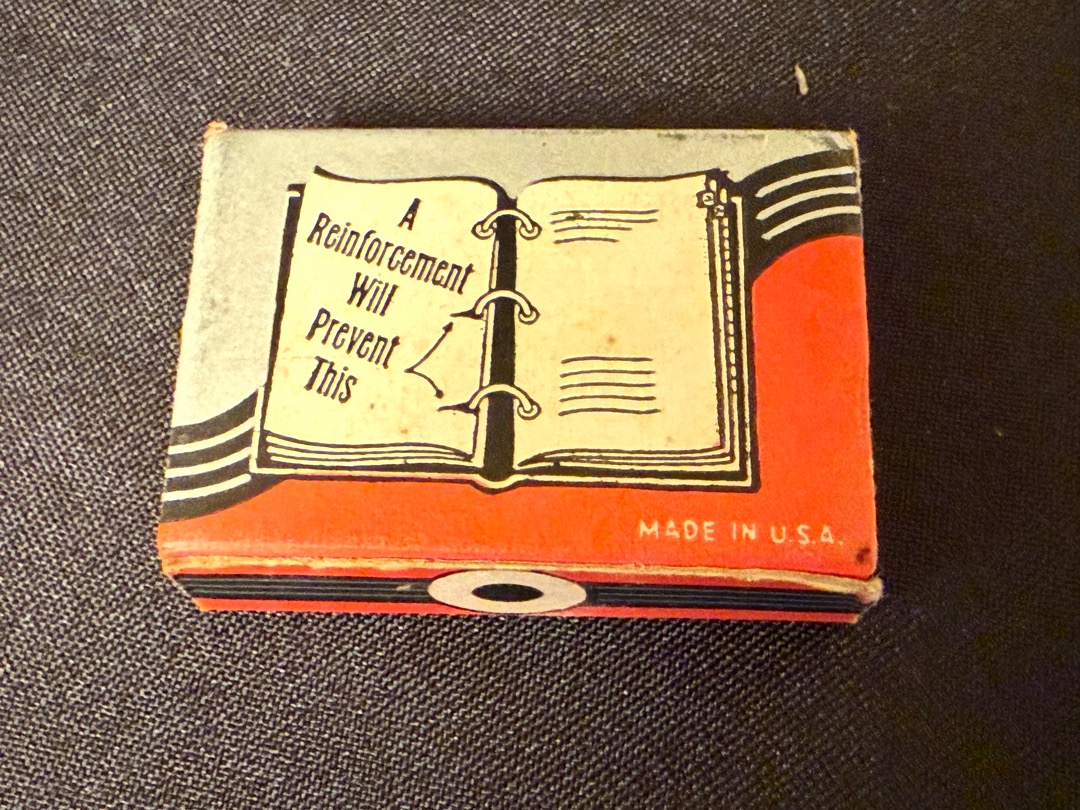 A
Reinforcement
Will
Prevent
This
MADE IN U.S.A.